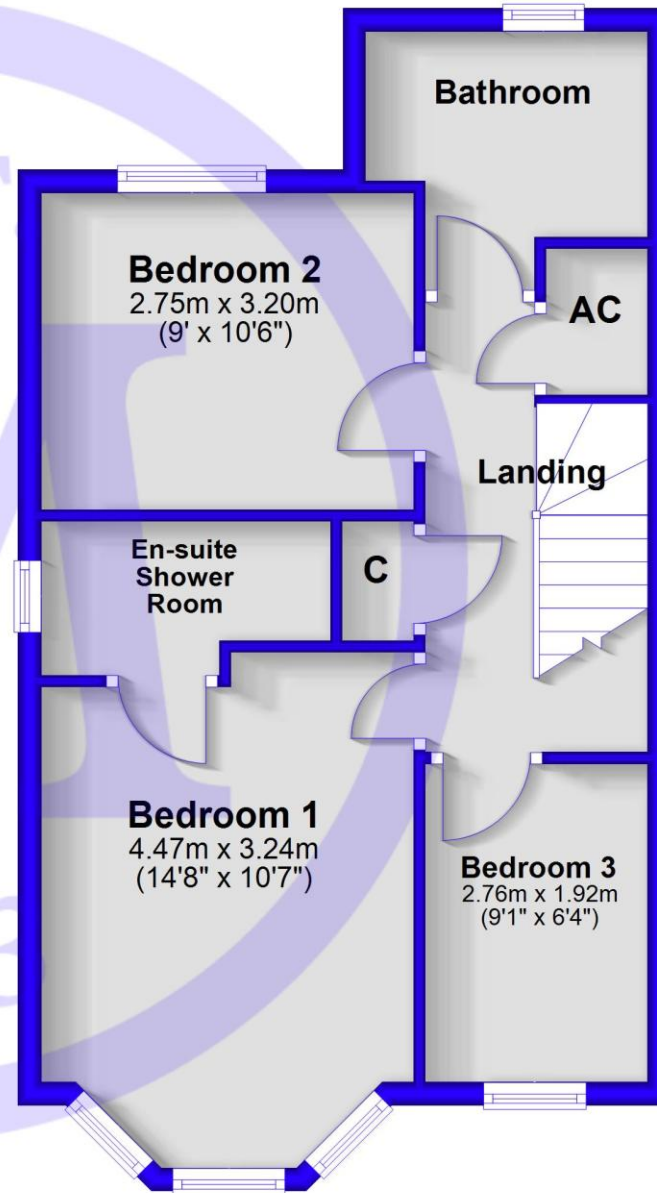 Bathroom
Bedroom 2
2.75m x 3.20m
(9' x 10'6")
AC
Landing
En-suite
Shower
Room
C
Bedroom 1
4.47m x 3.24m
(14'8" x 10'7")
Bedroom 3
2.76m x 1.92m
(9'1" x 6'4")